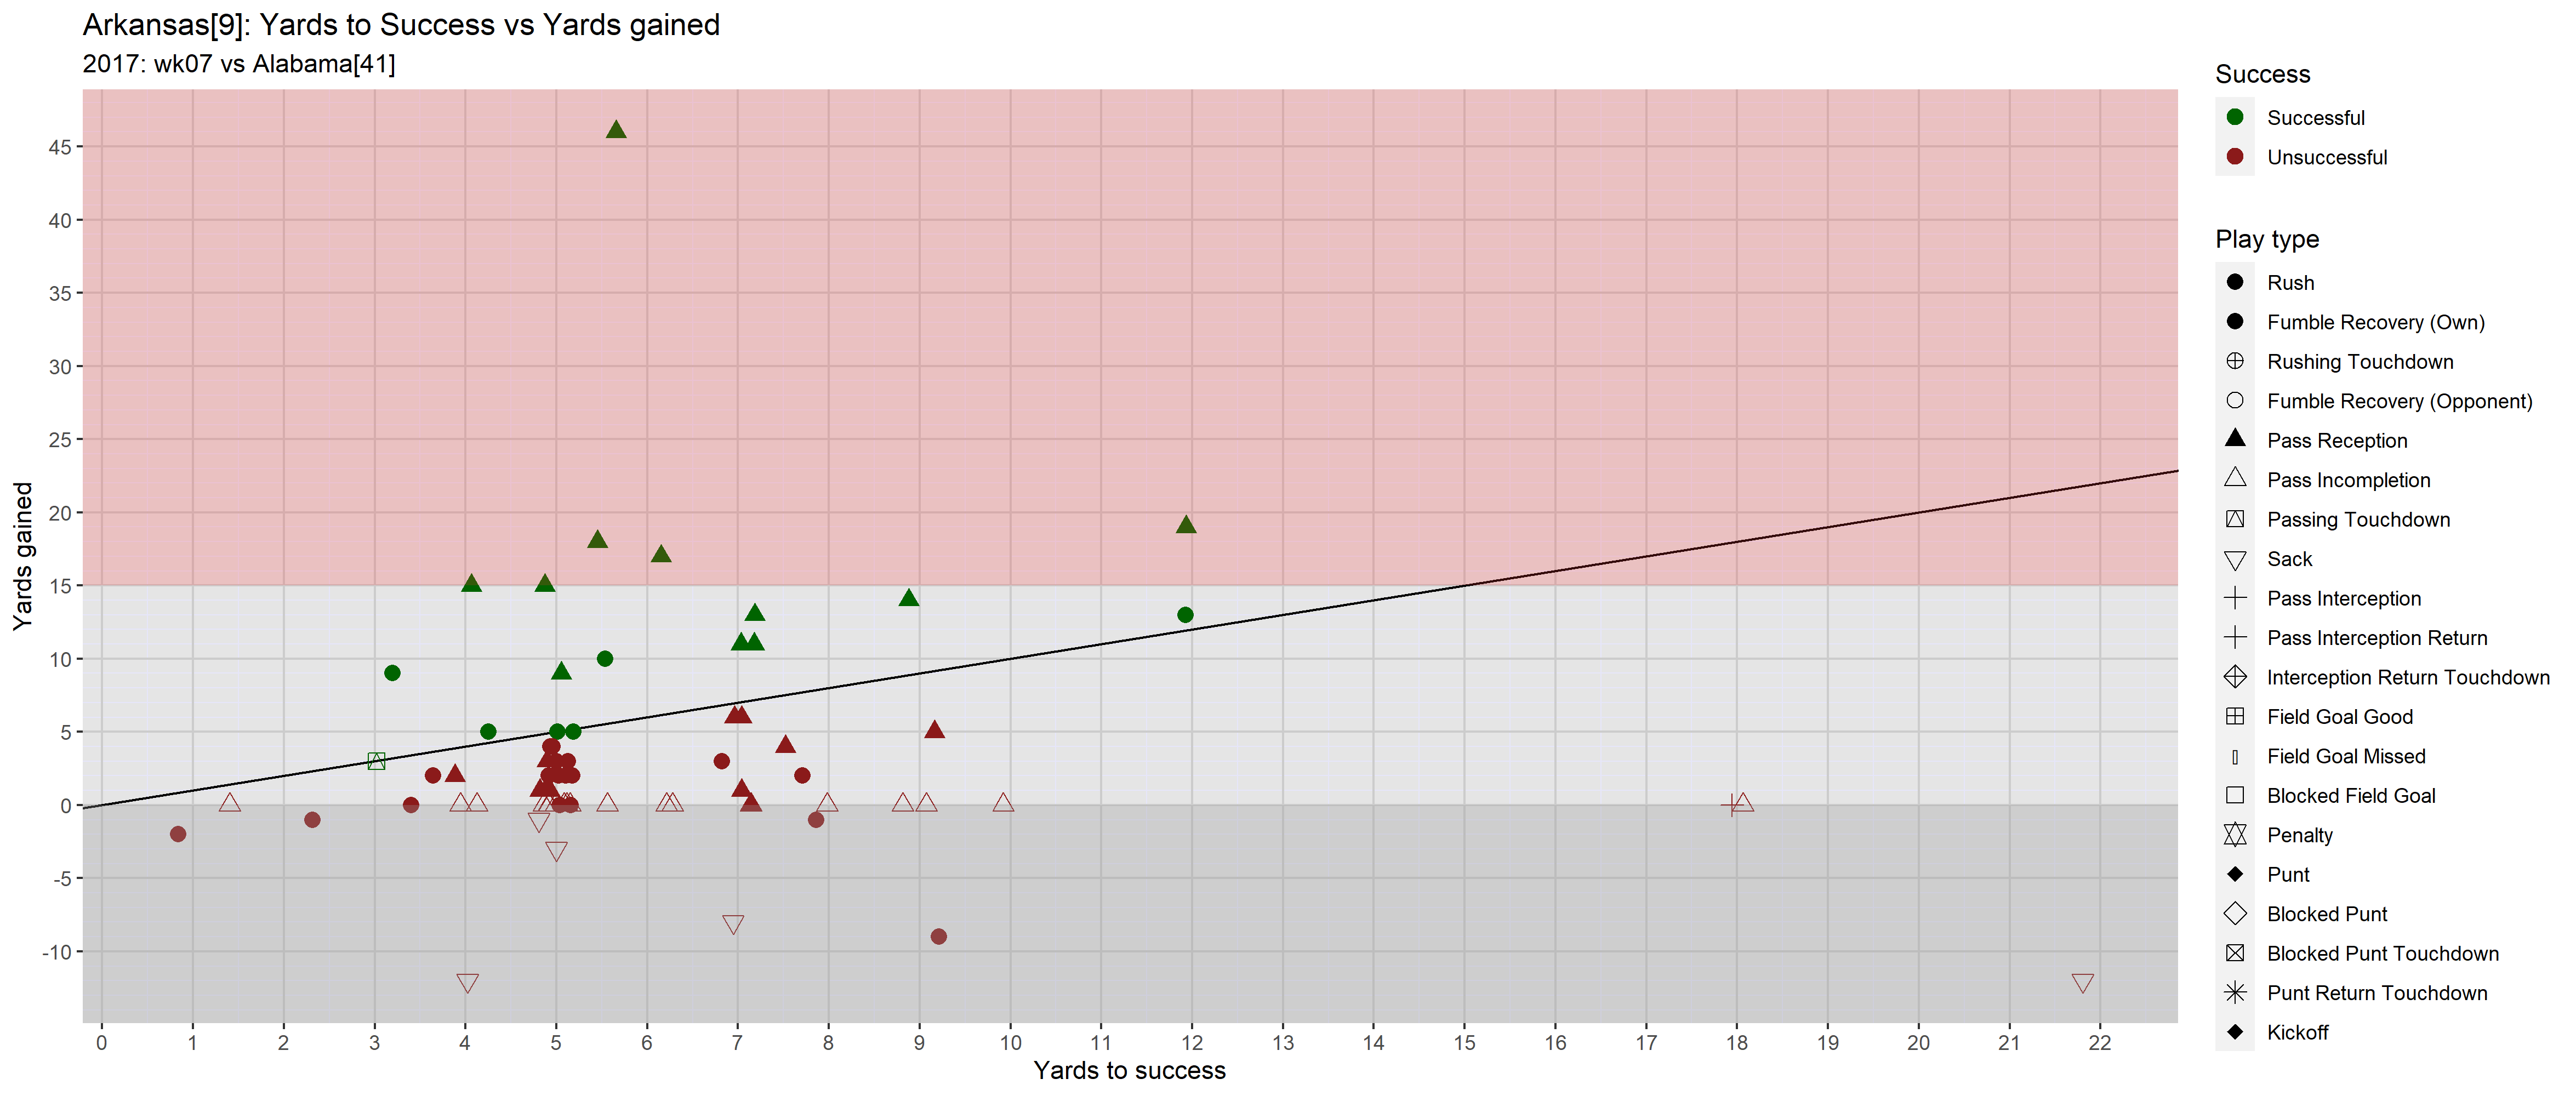 Arkansas[9]: Yards to Success vs Yards gained
2017: wk07 vs Alabama[41]
Yards gained
45
40
35
30
25
20
15
10
5
0
-5
-10
0 1 2 3 4 5 6 7 8 9 10 11 12 13 14 15 16 17 18 19 20 21 22
Yards to success
Success
Successful
Unsuccessful
Play type
Rush
Fumble Recovery (Own)
Rushing Touchdown
Fumble Recovery (Opponent)
Pass Reception
Pass Incompletion
Passing Touchdown
Sack
Pass Interception
Pass Interception Return
Interception Return Touchdown
Field Goal Good
Field Goal Missed
Blocked Field Goal
Penalty
Punt
Blocked Punt
Blocked Punt Touchdown
Punt Return Touchdown
Kickoff